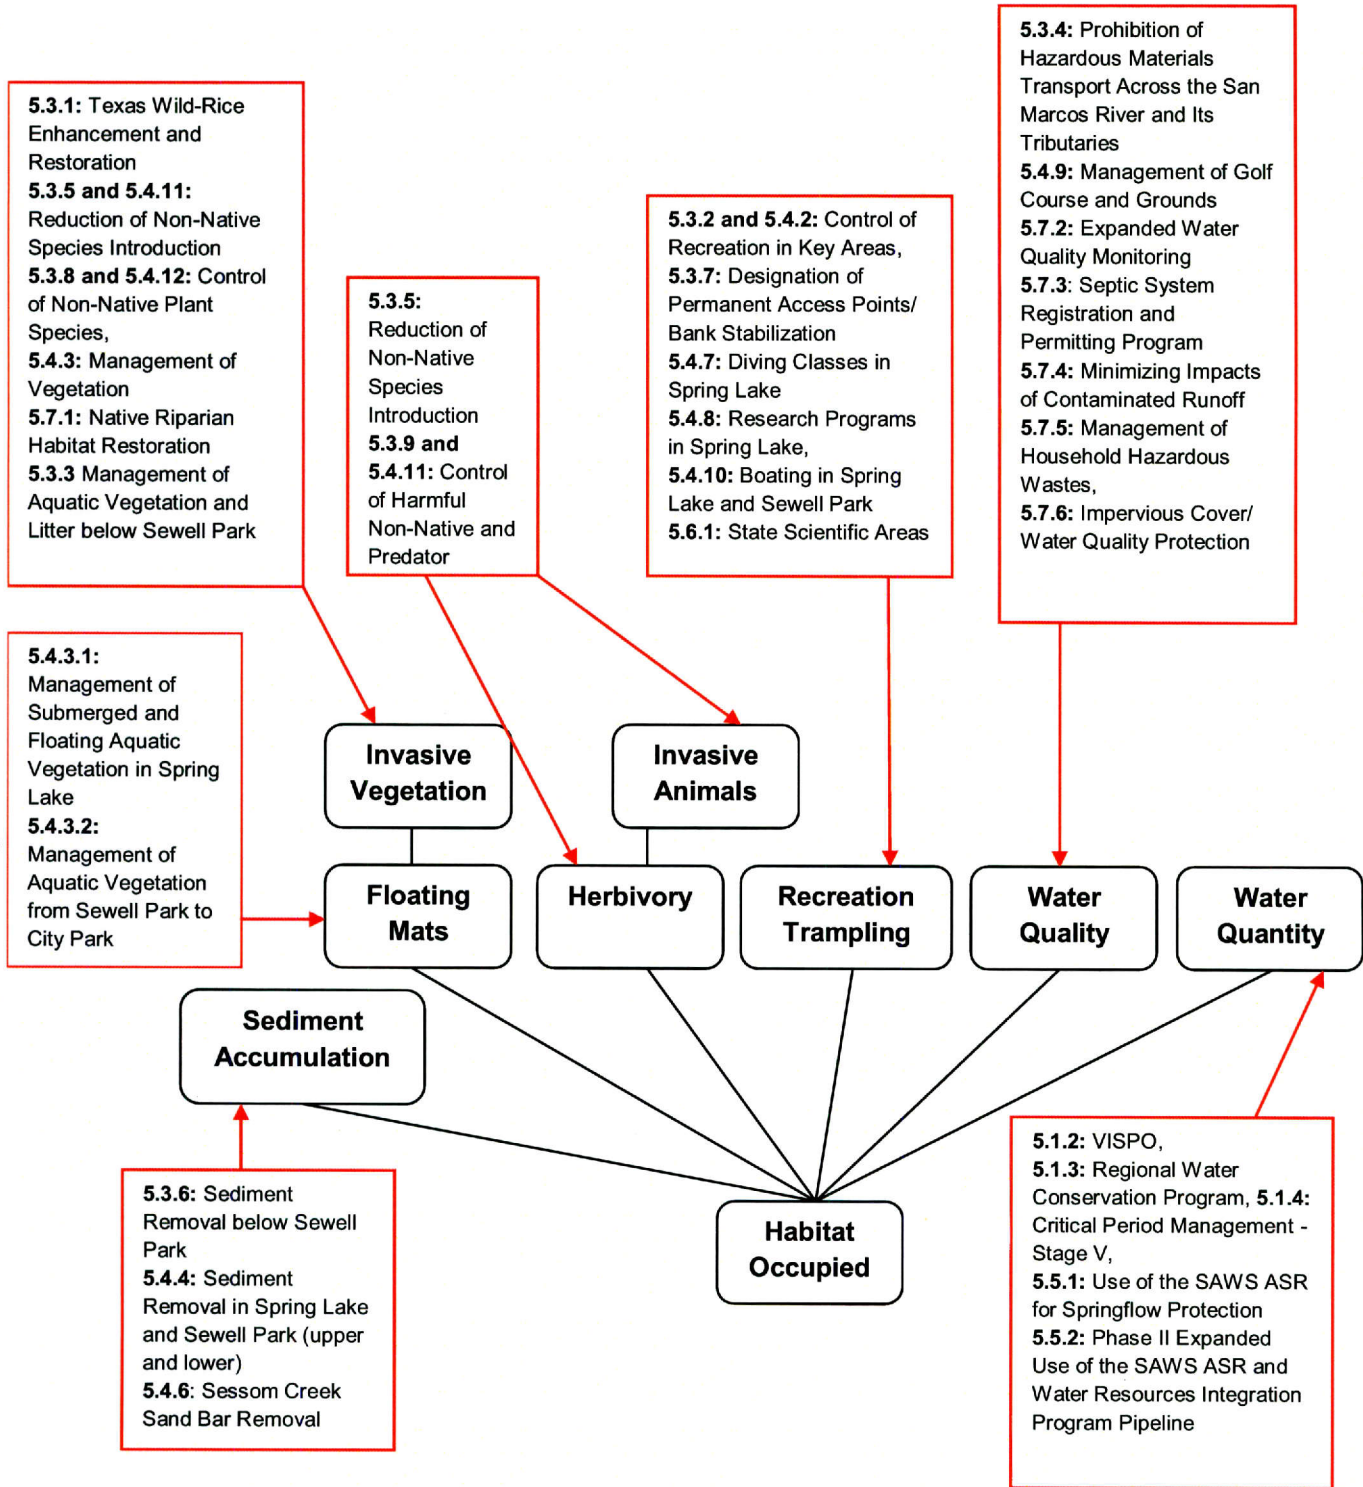 5.3.4: Prohibition of
Hazardous Materials
Transport Across the San
Marcos River and Its
Tributaries
5.4.9: Management of Golf
Course and Grounds
5.7.2: Expanded Water
Quality Monitoring
5.7.3: Septic System
Registration and
Permitting Program
5.7.4: Minimizing Impacts
of Contaminated Runoff
5.7.5: Management of
Household Hazardous
Wastes,
5.7.6: Impervious Cover/
Water Quality Protection
5.3.1: Texas Wild-Rice
Enhancement and
Restoration
5.3.5 and 5.4.11:
Reduction of Non-Native
Species Introduction
5.3.8 and 5.4.12: Control
of Non-Native Plant
Species,
5.4.3: Management of
Vegetation
5.7.1: Native Riparian
Habitat Restoration
5.3.3 Management of
Aquatic Vegetation and
Litter below Sewell Park
5.3.5:
Reduction of
Non-Native
Species
Introduction
5.3.9 and
5.4.11: Control
of Harmful
Non-Native and
Predator
5.3.2 and 5.4.2: Control of
Recreation in Key Areas,
5.3.7: Designation of
Permanent Access Points/
Bank Stabilization
5.4.7: Diving Classes in
Spring Lake
5.4.8: Research Programs
in Spring Lake,
5.4.10: Boating in Spring
Lake and Sewell Park
5.6.1: State Scientific Areas
5.4.3.1:
Management of
Submerged and
Floating Aquatic
Vegetation in Spring
Lake
5.4.3.2:
Management of
Aquatic Vegetation
from Sewell Park to
City Park
Invasive
Vegetation
Invasive
Animals
Floating
Mats
Herbivory
Recreation
Trampling
Water
Quality
Water
Quantity
Sediment
Accumulation
Habitat
Occupied
5.3.6: Sediment
Removal below Sewell
Park
5.4.4: Sediment
Removal in Spring Lake
and Sewell Park (upper
and lower)
5.4.6: Sessom Creek
Sand Bar Removal
5.1.2: VISPO,
5.1.3: Regional Water
Conservation Program, 5.1.4:
Critical Period Management -
Stage V,
5.5.1: Use of the SAWS ASR
for Springflow Protection
5.5.2: Phase II Expanded
Use of the SAWS ASR and
Water Resources Integration
Program Pipeline